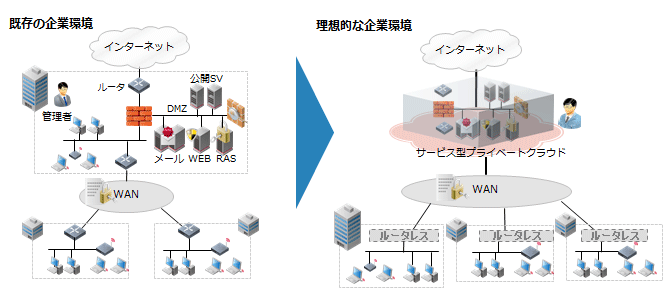 既存の企業環境
インターネット
ルータ
公開SV
管理者
DMZ
メール
WEB
RAS
WAN
理想的な企業環境
インターネット
サービス型プライベートクラウド
WAN
ルータレス
ルータレス
ルータレス